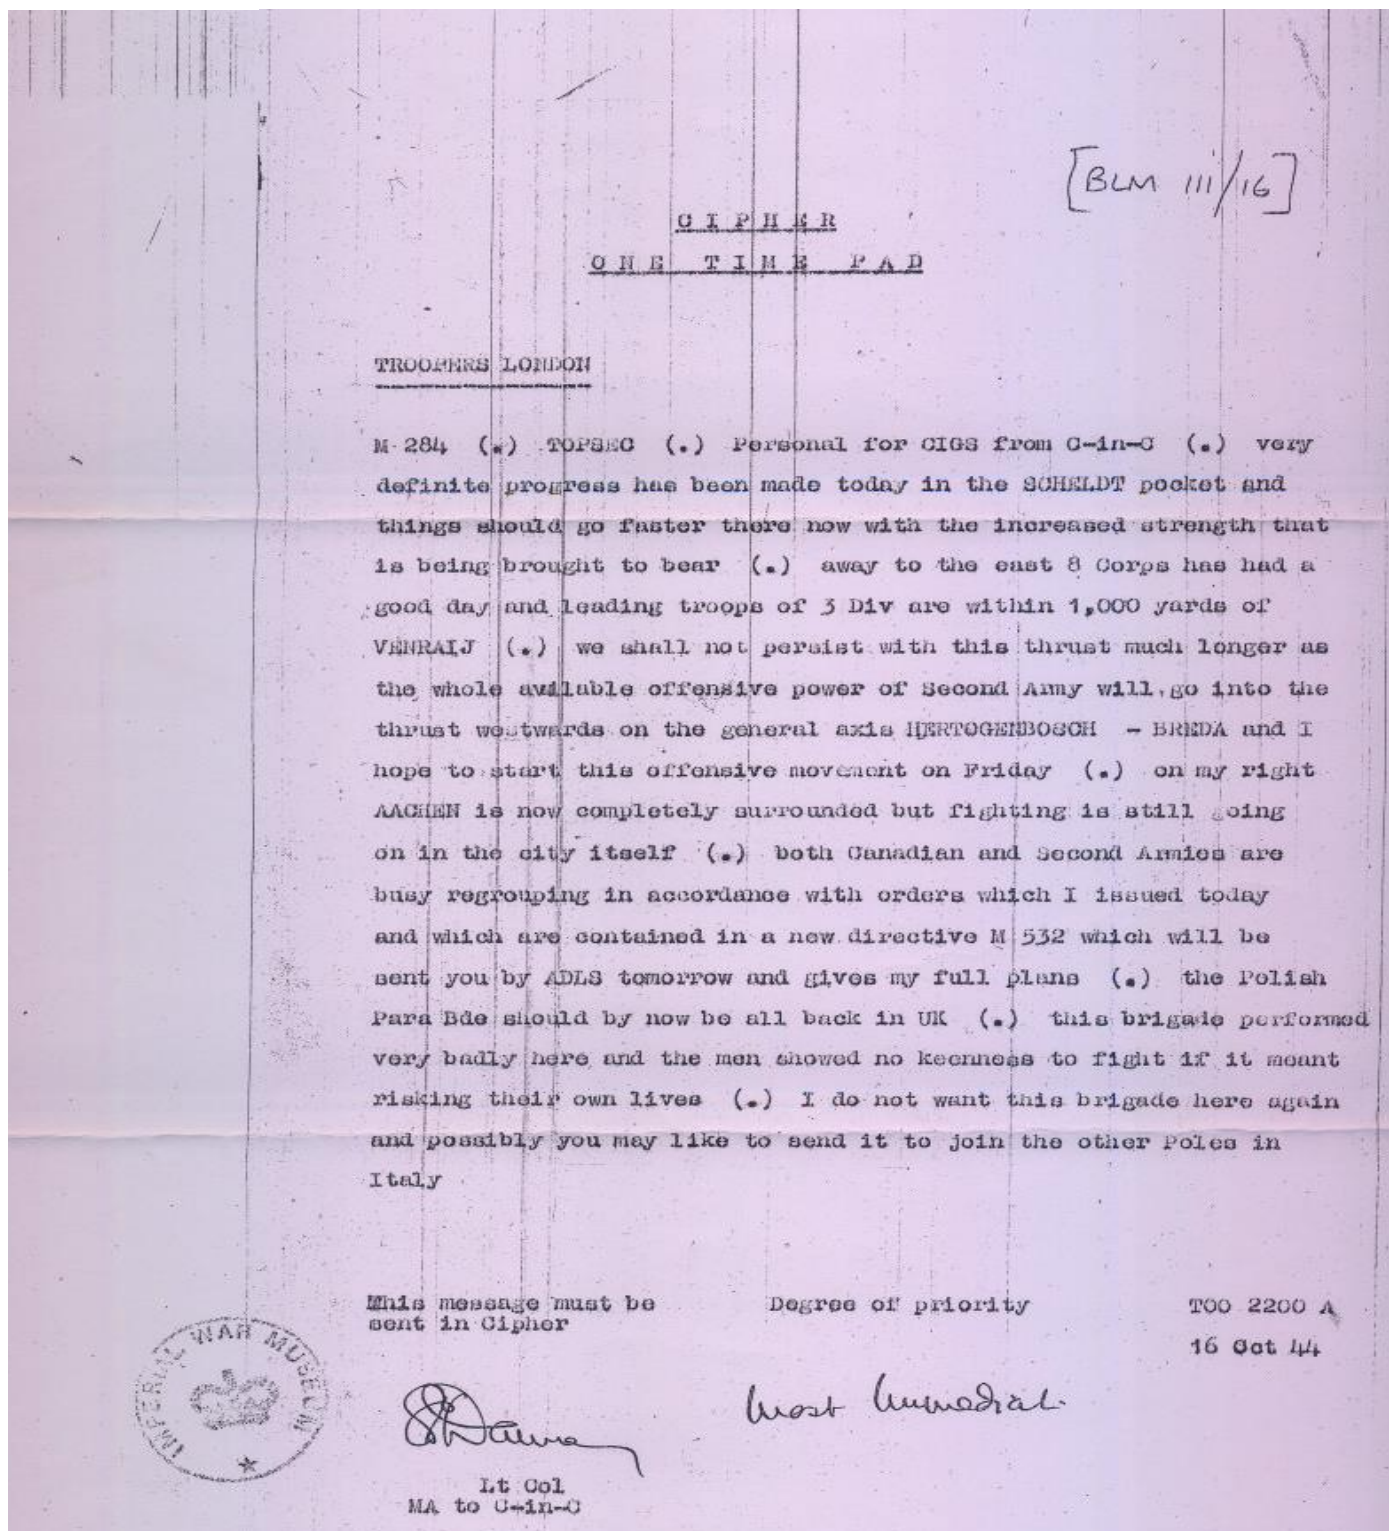 [BLM iii/16]
CIPHER
ONE TIME PAD
TROOPERS LONDON
M 284 (.) TOPSEC (.) Personal for CIGS from C-in-C (.) very
definite progress has been made today in the SCHELDT pocket and
things should go faster there now with the increased strength that
is being brought to bear (.) away to the east 8 Corps has had a
good day and leading troops of 3 Div are within 1,000 yards of
VENRAIJ (.) we shall not persist with this thrust much longer as
the whole available offensive power of Second Army will go into the
thrust westwards on the general axis HERTOGENBOSCH - BREDA and I
hope to start this offensive movement on Friday (.) on my right
AACHEN is now completely surrounded but fighting is still going
on in the city itself (.) both Canadian and Second Armies are
busy regrouping in accordance with orders which I issued today
and which are contained in a new directive M 532 which will be
sent you by ADLS tomorrow and gives my full plans (.) the Polish
Para Bde should by now be all back in UK (.) this brigade performed
very badly here and the men showed no keenness to fight if it meant
risking their own lives (.) I do not want this brigade here again
and possibly you may like to send it to join the other Poles in
Italy
This message must be
sent in Cipher
Degree of priority
TOO 2200 A
16 Oct 44
Most Immediate
Lt Col
MA to C-in-C
IMPERIAL WAR MUSEUM